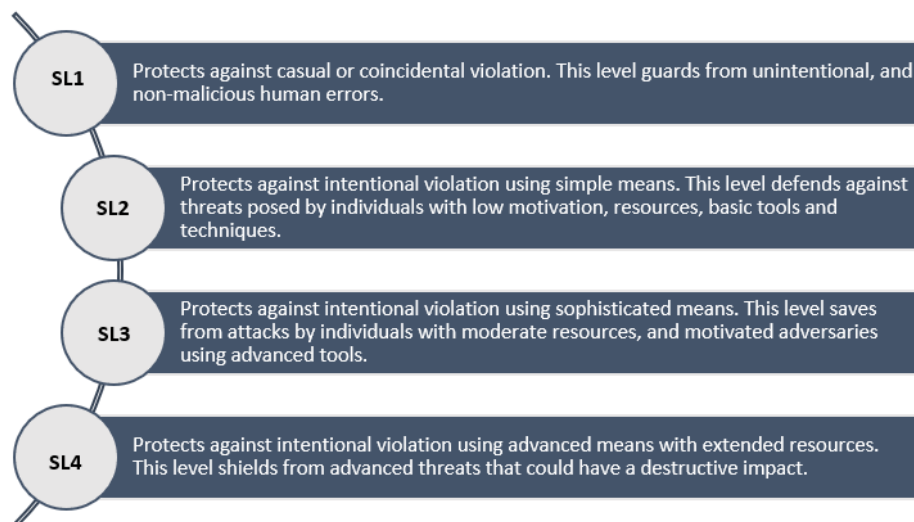 SL1
Protects against casual or coincidental violation. This level guards from unintentional, and
non-malicious human errors.
SL2
Protects against intentional violation using simple means. This level defends against
threats posed by individuals with low motivation, resources, basic tools and
techniques.
SL3
Protects against intentional violation using sophisticated means. This level saves
from attacks by individuals with moderate resources, and motivated adversaries
using advanced tools.
SL4
Protects against intentional violation using advanced means with extended resources.
This level shields from advanced threats that could have a destructive impact.